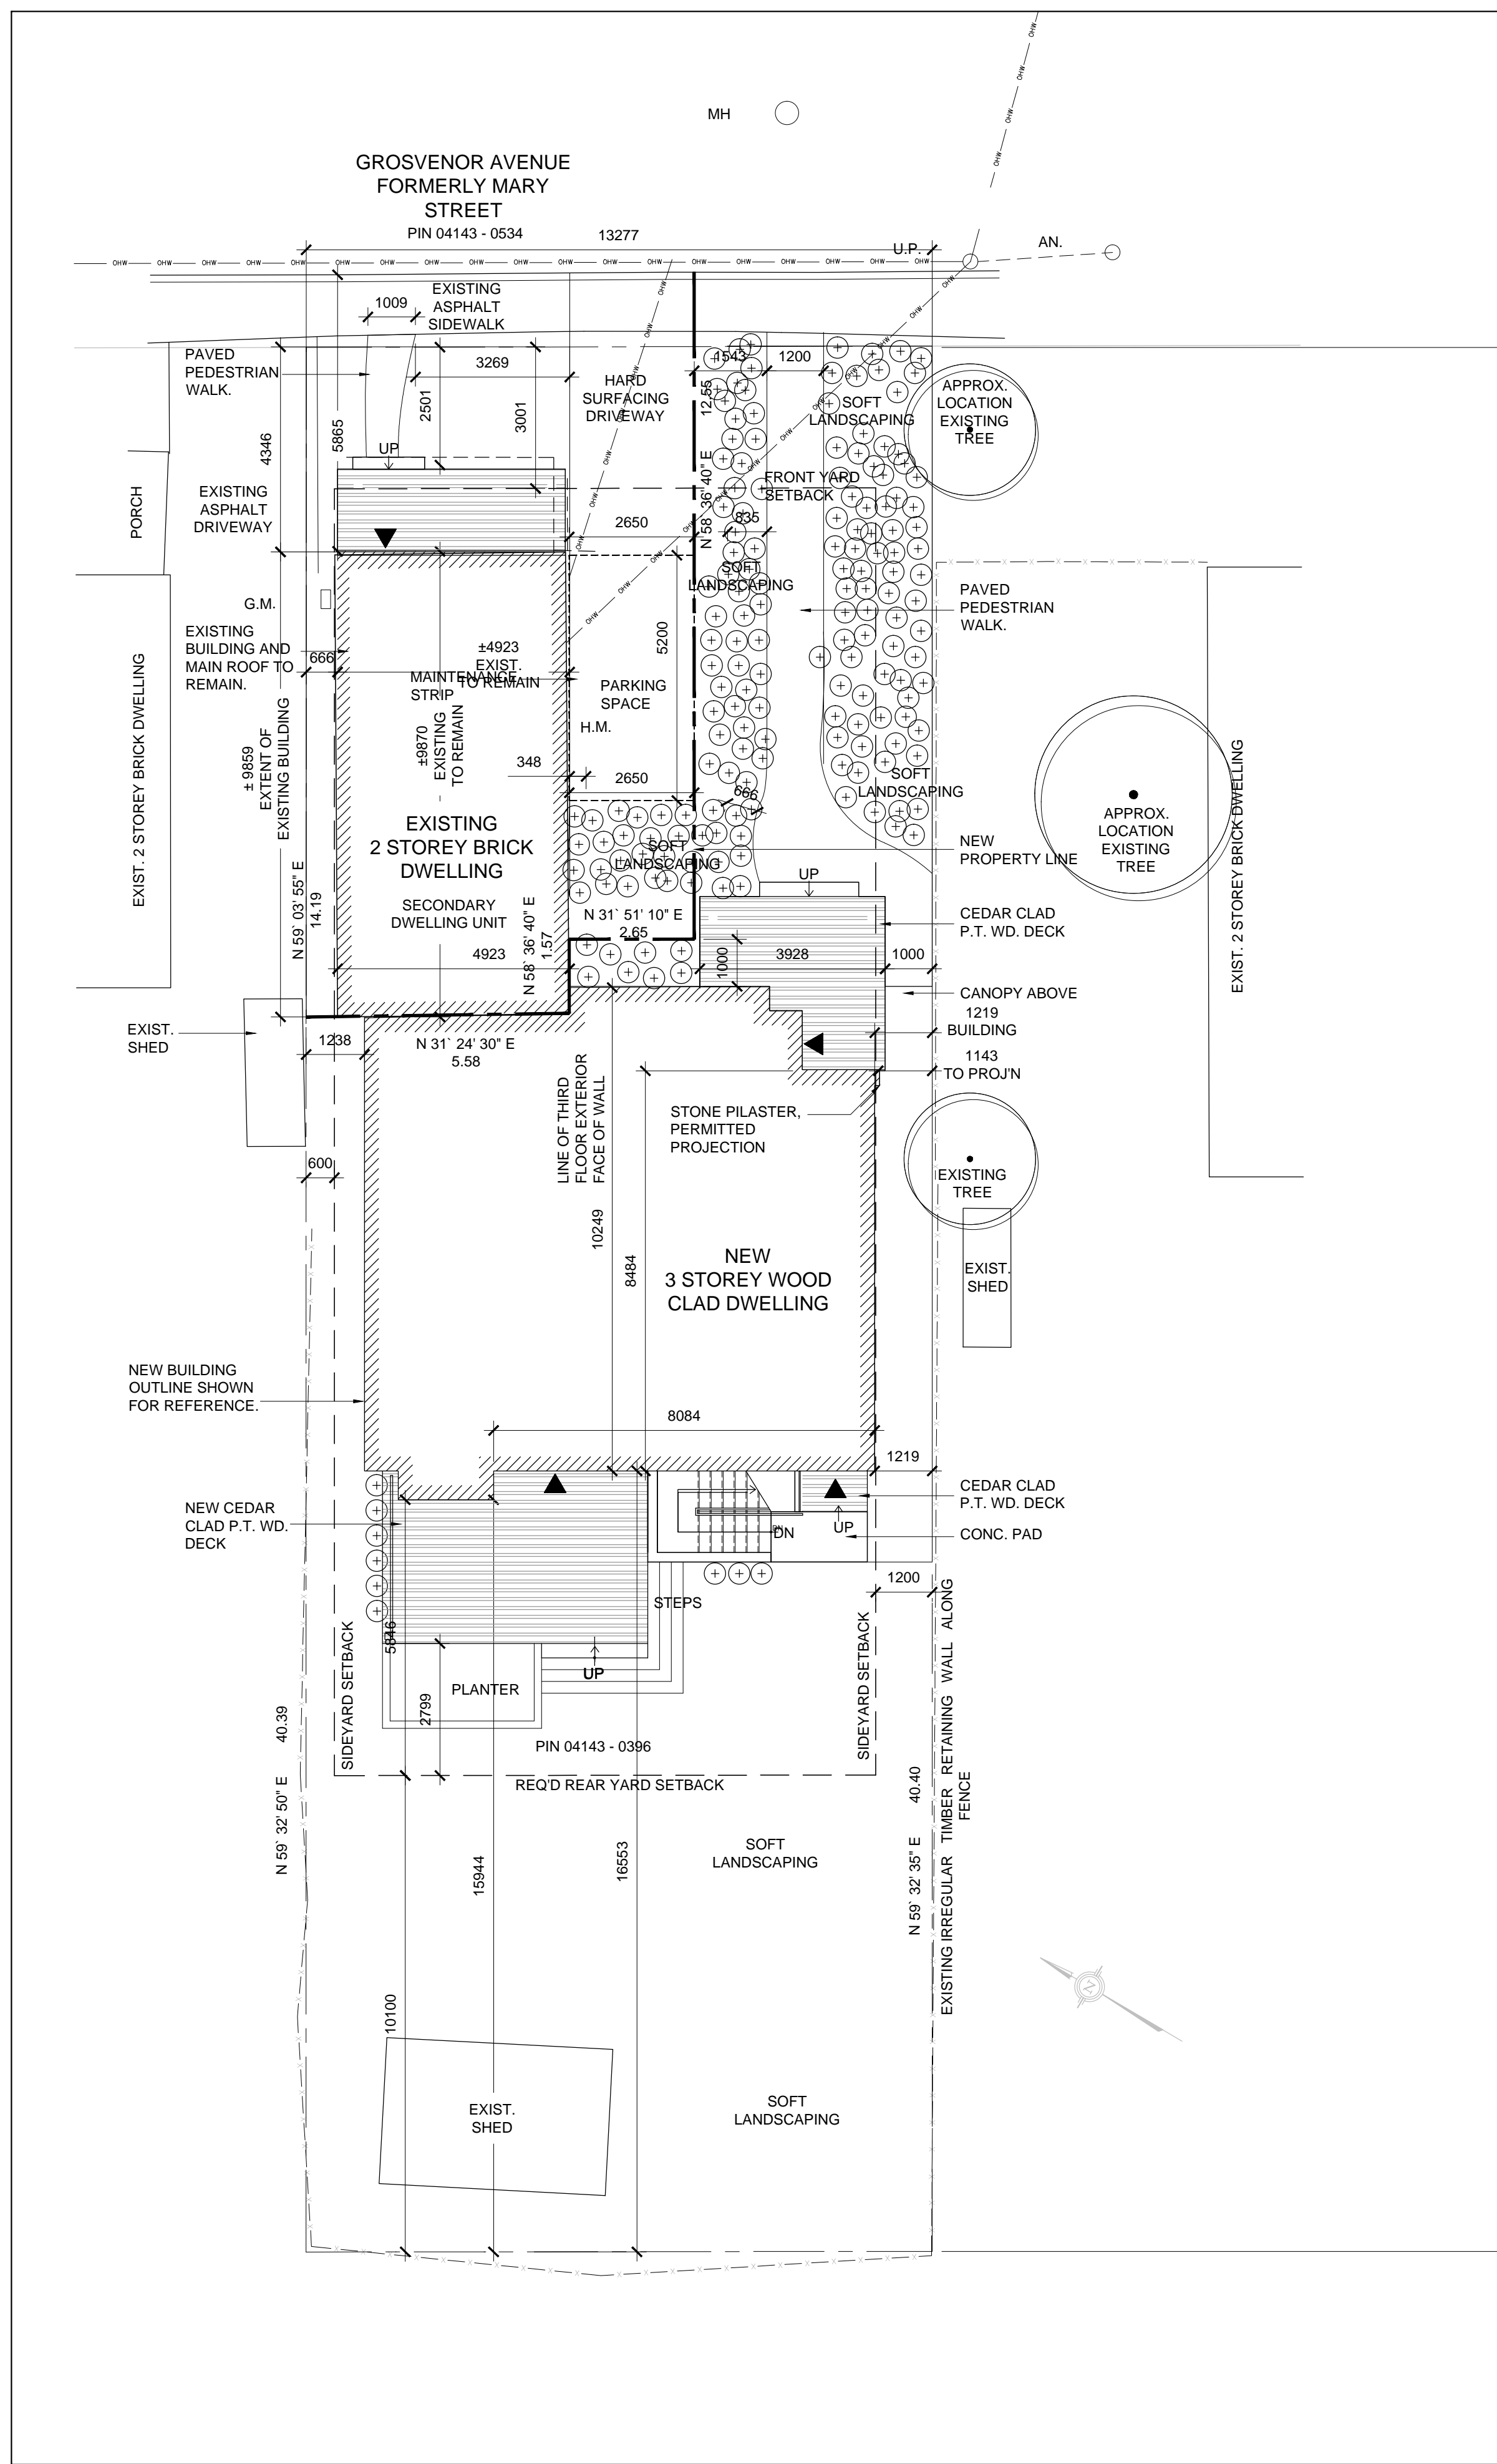 MH
GROSVENOR AVENUE
FORMERLY MARY
STREET
PIN 04143 - 0534
13277
U.P.
AN.
OHW
1009
EXISTING
ASPHALT
SIDEWALK
PAVED
PEDESTRIAN
WALK.
3269
HARD
SURFACING
DRIVEWAY
1543
1200
SOFT
LANDSCAPING
APPROX.
LOCATION
EXISTING
TREE
4346
5865
2501
3001
12.55
N 58` 36' 40" E
UP
PORCH
EXISTING
ASPHALT
DRIVEWAY
FRONT YARD
SETBACK
2650
835
SOFT
LANDSCAPING
G.M.
PAVED
PEDESTRIAN
WALK.
EXISTING
BUILDING AND
MAIN ROOF TO
REMAIN.
666
±4923
EXIST.
TO REMAIN
MAINTENANCE
STRIP
5200
PARKING
SPACE
H.M.
EXIST. 2 STOREY BRICK DWELLING
± 9859
EXTENT OF
EXISTING BUILDING
±9870
EXISTING
TO REMAIN
348
2650
666
SOFT
LANDSCAPING
EXIST. 2 STOREY BRICK DWELLING
APPROX.
LOCATION
EXISTING
TREE
EXISTING
2 STOREY BRICK
DWELLING
SOFT
LANDSCAPING
NEW
PROPERTY LINE
UP
N 59` 03' 55" E
14.19
SECONDARY
DWELLING UNIT
N 58` 36' 40" E
1.57
N 31` 51' 10" E
2.65
CEDAR CLAD
P.T. WD. DECK
4923
1000
3928
1000
CANOPY ABOVE
1219
BUILDING
EXIST.
SHED
1238
N 31` 24' 30" E
5.58
1143
TO PROJ'N
LINE OF THIRD
FLOOR EXTERIOR
FACE OF WALL
STONE PILASTER,
PERMITTED
PROJECTION
600
EXISTING
TREE
10249
8484
NEW
3 STOREY WOOD
CLAD DWELLING
EXIST.
SHED
NEW BUILDING
OUTLINE SHOWN
FOR REFERENCE.
8084
1219
NEW CEDAR
CLAD P.T. WD.
DECK
CEDAR CLAD
P.T. WD. DECK
DN
UP
CONC. PAD
1200
STEPS
5846
SIDEYARD SETBACK
SIDEYARD SETBACK
UP
PLANTER
2799
PIN 04143 - 0396
REQ'D REAR YARD SETBACK
N 59` 32' 50" E 40.39
N 59` 32' 35" E 40.40
EXISTING IRREGULAR TIMBER RETAINING WALL ALONG
FENCE
SOFT
LANDSCAPING
15944
16553
10100
N
EXIST.
SHED
SOFT
LANDSCAPING